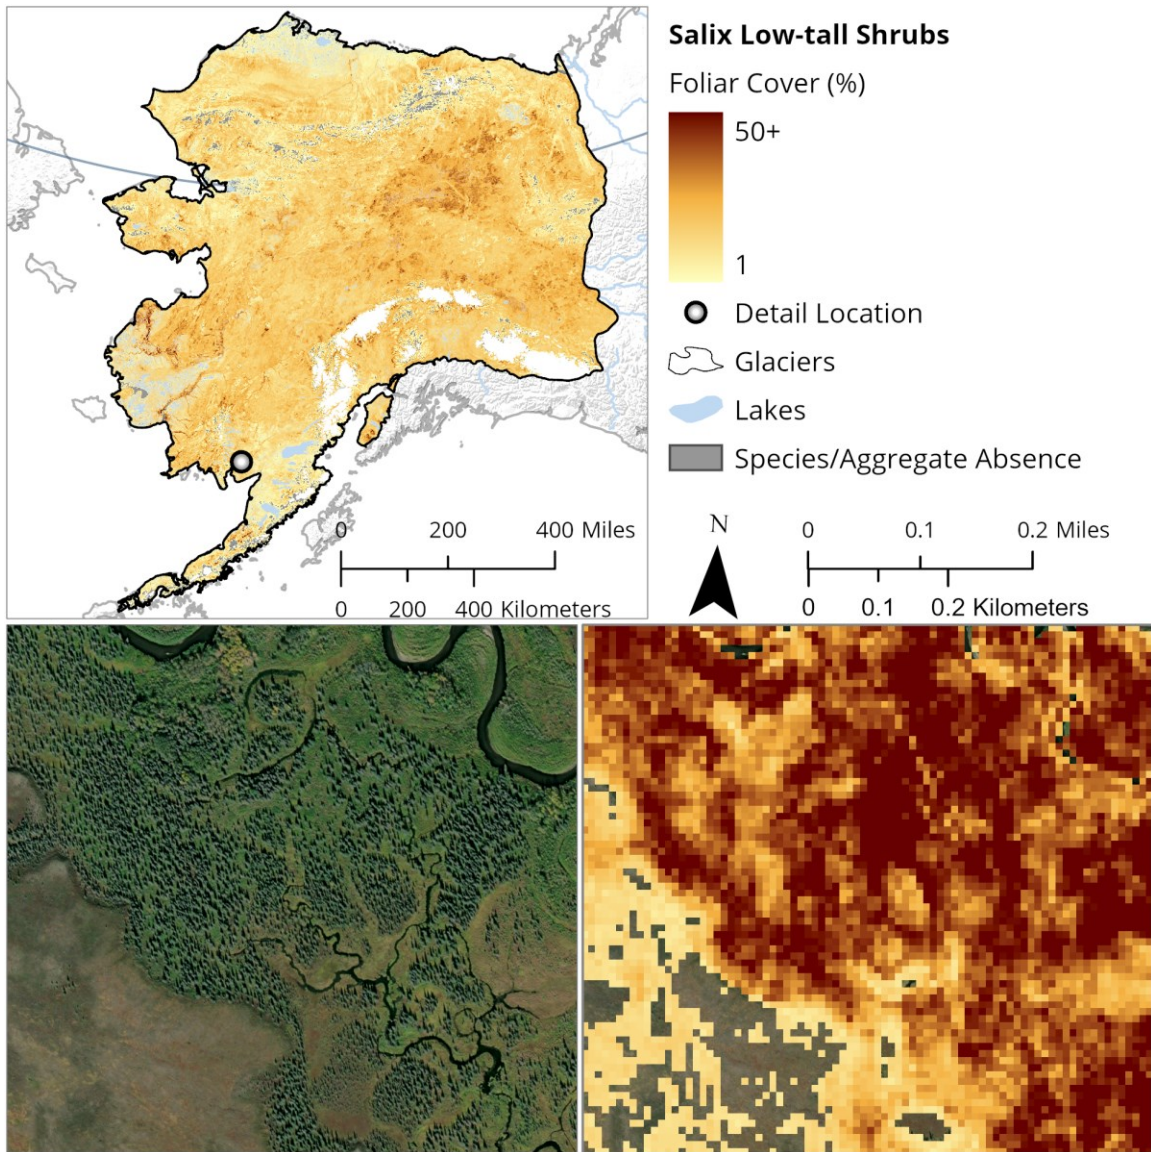 Salix Low-tall Shrubs
Foliar Cover (%)
50+
1
Detail Location
Glaciers
Lakes
Species/Aggregate Absence
0 200 400 Miles
0 200 400 Kilometers
N
0 0.1 0.2 Miles
0 0.1 0.2 Kilometers